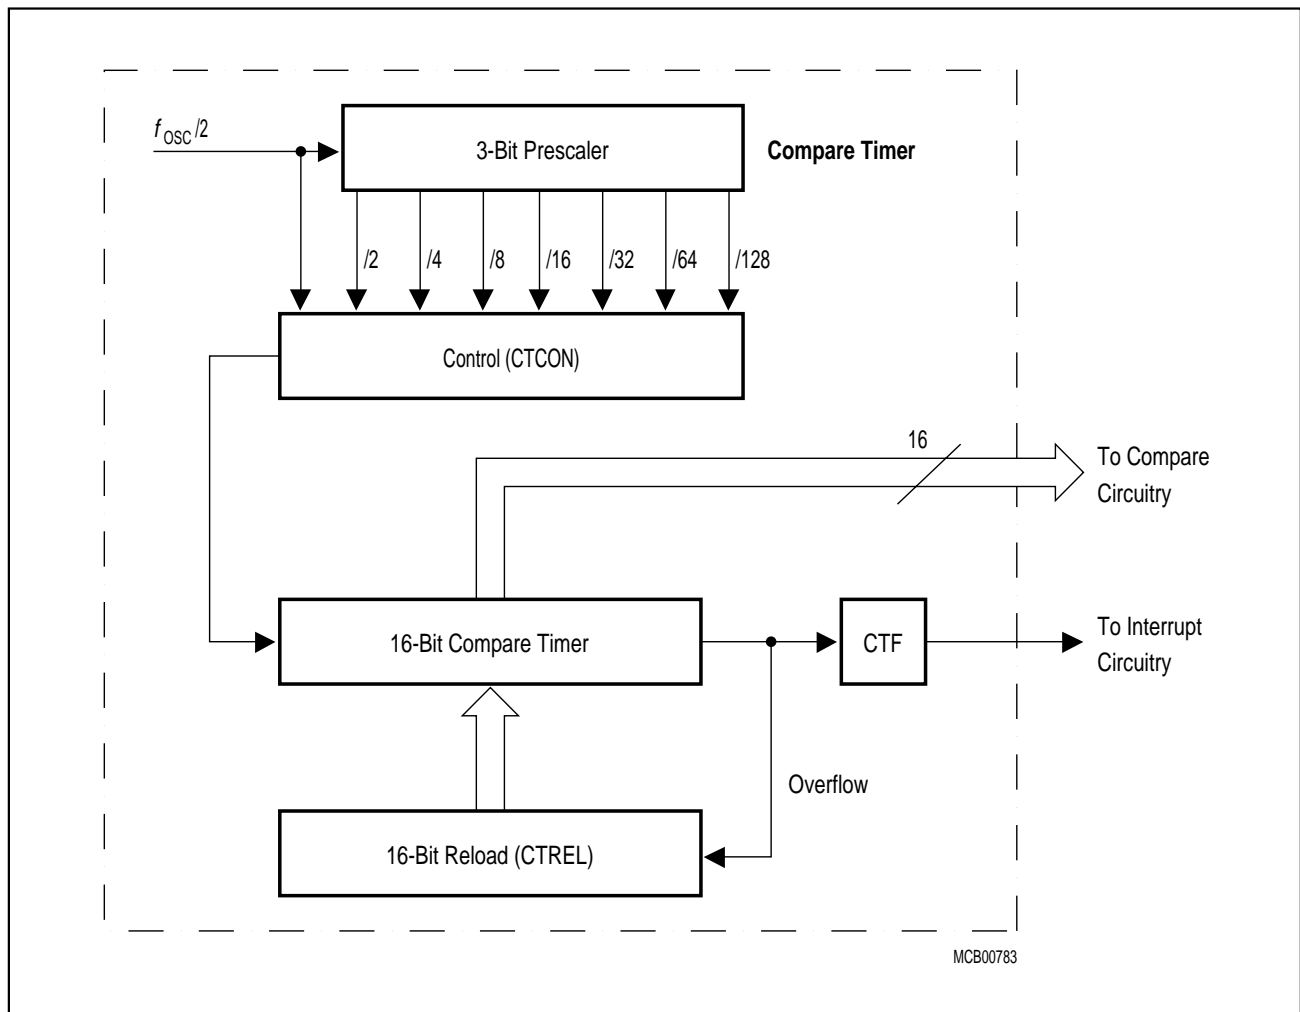 f OSC /2
3-Bit Prescaler
Compare Timer
/2
/4
/8
/16
/32
/64
/128
Control (CTCON)
16
To Compare
Circuitry
16-Bit Compare Timer
CTF
To Interrupt
Circuitry
Overflow
16-Bit Reload (CTREL)
MCB00783